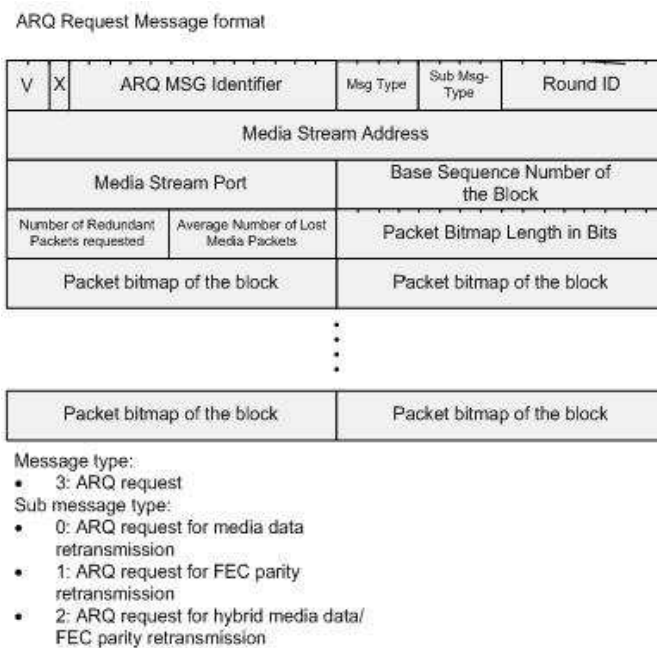 ARQ Request Message format
V X ARQ MSG Identifier Msg Type Sub Msg- Round ID
Type
Media Stream Address
Media Stream Port Base Sequence Number of
the Block
Number of Redundant Average Number of Lost Packet Bitmap Length in Bits
Packets requested Media Packets
Packet bitmap of the block Packet bitmap of the block
Packet bitmap of the block Packet bitmap of the block
Message type:
• 3: ARQ request
Sub message type:
• 0: ARQ request for media data
retransmission
• 1: ARQ request for FEC parity
retransmission
• 2: ARQ request for hybrid media data/
FEC parity retransmission